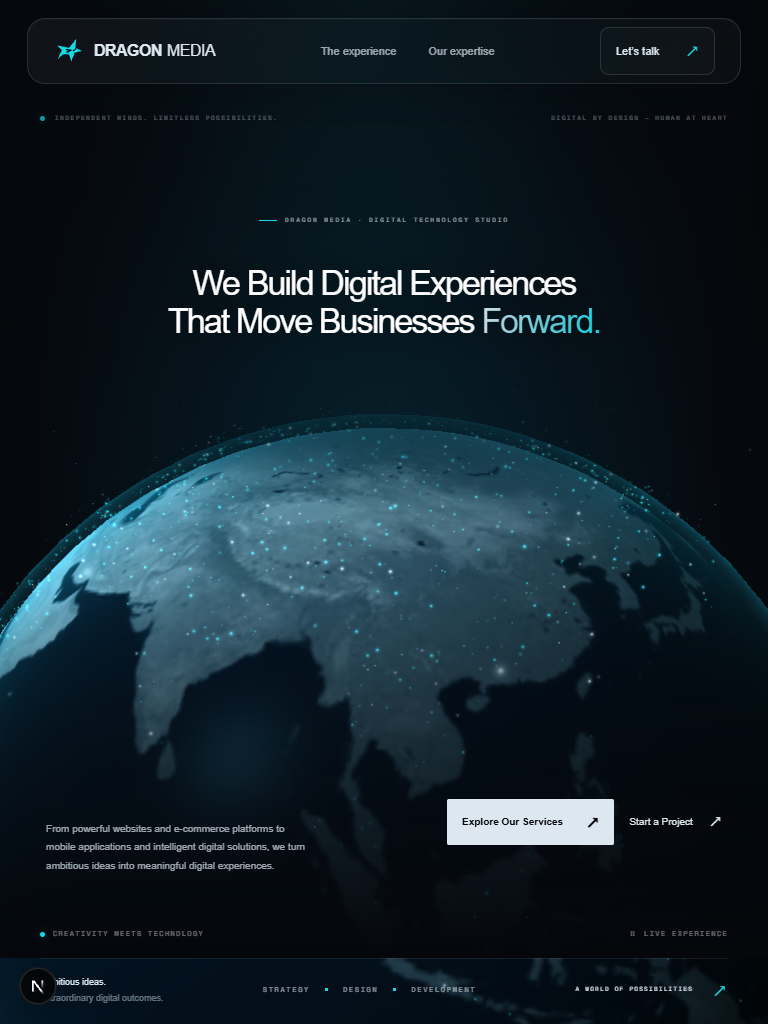 DRAGON MEDIA
The experience
Our expertise
Let's talk
INDEPENDENT MINDS. LIMITLESS POSSIBILITIES.
DIGITAL BY DESIGN — HUMAN AT HEART
DRAGON MEDIA · DIGITAL TECHNOLOGY STUDIO
We Build Digital Experiences
That Move Businesses Forward.
Explore Our Services
Start a Project
From powerful websites and e-commerce platforms to
mobile applications and intelligent digital solutions, we turn
ambitious ideas into meaningful digital experiences.
CREATIVITY MEETS TECHNOLOGY
LIVE EXPERIENCE
ideas.
digital outcomes.
N
STRATEGY
DESIGN
DEVELOPMENT
A WORLD OF POSSIBILITIES